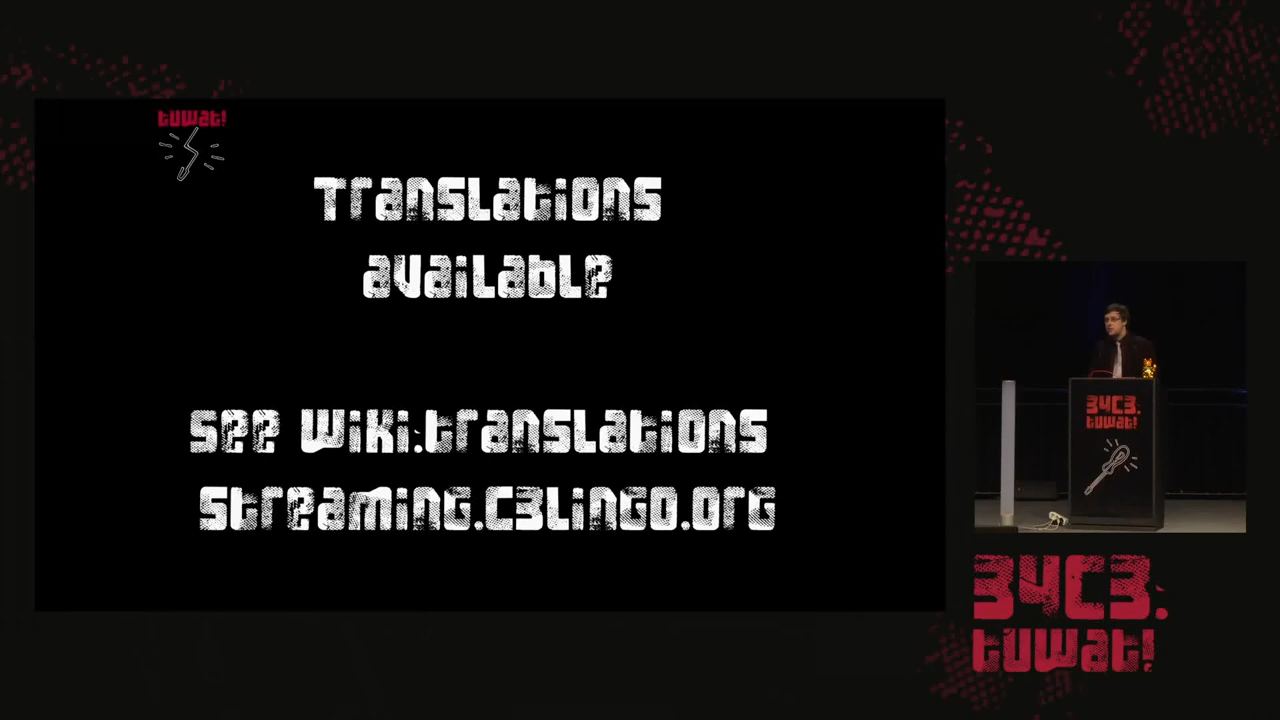 tuwat!
Translations
available
see Wiki:translations
streaming.C3Lingo.org
34C3.
tuwat!
34C3.
tuwat!